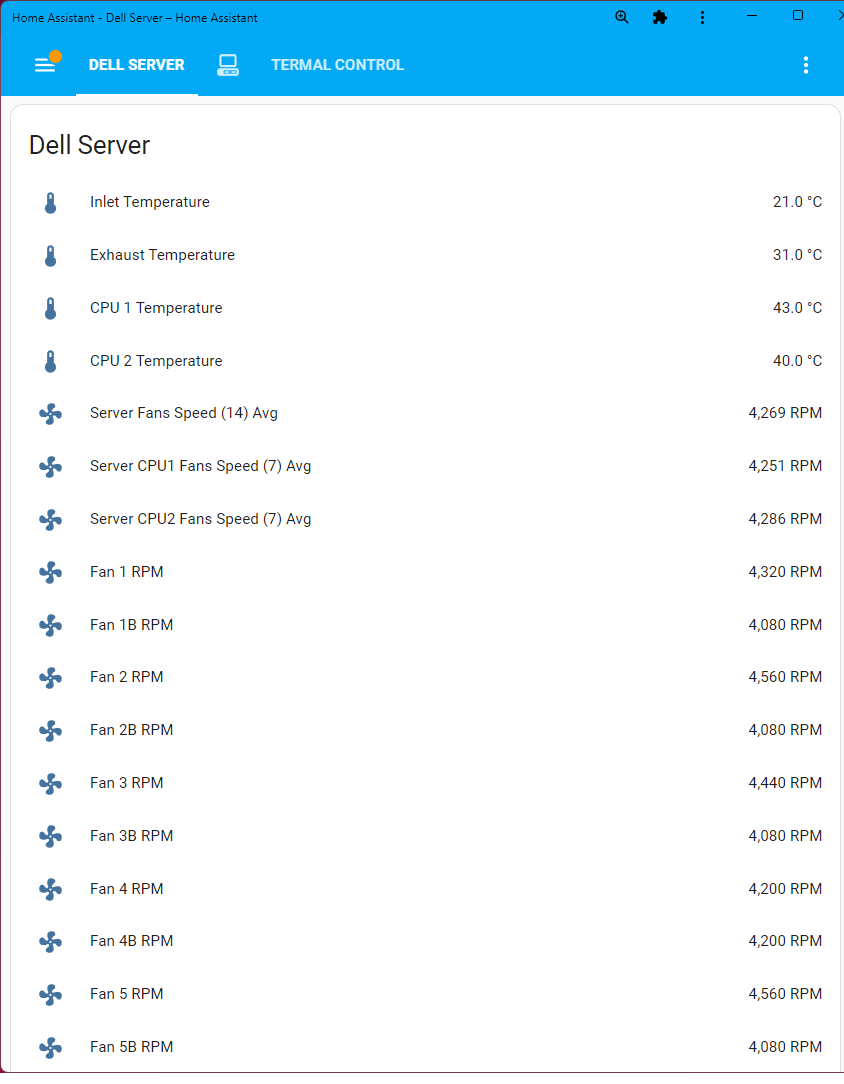 Home Assistant - Dell Server – Home Assistant
DELL SERVER TERMAL CONTROL
Dell Server
Inlet Temperature 21.0 °C
Exhaust Temperature 31.0 °C
CPU 1 Temperature 43.0 °C
CPU 2 Temperature 40.0 °C
Server Fans Speed (14) Avg 4,269 RPM
Server CPU1 Fans Speed (7) Avg 4,251 RPM
Server CPU2 Fans Speed (7) Avg 4,286 RPM
Fan 1 RPM 4,320 RPM
Fan 1B RPM 4,080 RPM
Fan 2 RPM 4,560 RPM
Fan 2B RPM 4,080 RPM
Fan 3 RPM 4,440 RPM
Fan 3B RPM 4,080 RPM
Fan 4 RPM 4,200 RPM
Fan 4B RPM 4,200 RPM
Fan 5 RPM 4,560 RPM
Fan 5B RPM 4,080 RPM